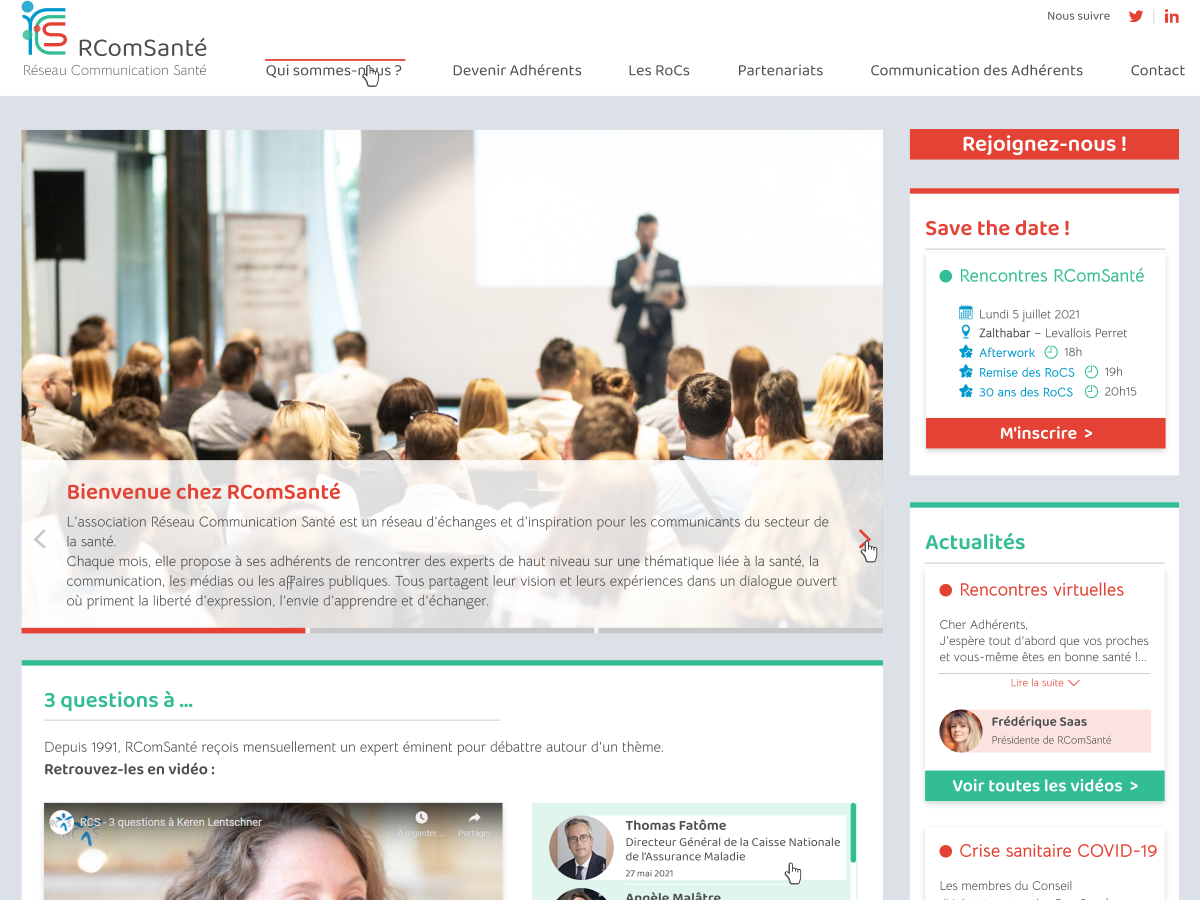 Nous suivre
RComSanté
Réseau Communication Santé
Qui sommes-nous ?
Devenir Adhérents
Les RoCs
Partenariats
Communication des Adhérents
Contact
Bienvenue chez RComSanté
L'association Réseau Communication Santé est un réseau d'échanges et d'inspiration pour les communicants du secteur de
la santé.
Chaque mois, elle propose à ses adhérents de rencontrer des experts de haut niveau sur une thématique liée à la santé, la
communication, les médias ou les affaires publiques. Tous partagent leur vision et leurs expériences dans un dialogue ouvert
où priment la liberté d'expression, l'envie d'apprendre et d'échanger.
3 questions à ...
Depuis 1991, RComSanté reçois mensuellement un expert éminent pour débattre autour d'un thème.
Retrouvez-les en vidéo :
RCS - 3 questions à Keren Lentschner
À regarder ...
Partager
Thomas Fatôme
Directeur Général de la Caisse Nationale
de l'Assurance Maladie
27 mai 2021
Angèle Malâtre
Rejoignez-nous !
Save the date !
Rencontres RComSanté
Lundi 5 juillet 2021
Zalthabar – Levallois Perret
Afterwork 18h
Remise des RoCS 19h
30 ans des RoCS 20h15
M'inscrire >
Actualités
Rencontres virtuelles
Cher Adhérents,
J'espère tout d'abord que vos proches
et vous-même êtes en bonne santé !...
Lire la suite
Frédérique Saas
Présidente de RComSanté
Voir toutes les vidéos >
Crise sanitaire COVID-19
Les membres du Conseil